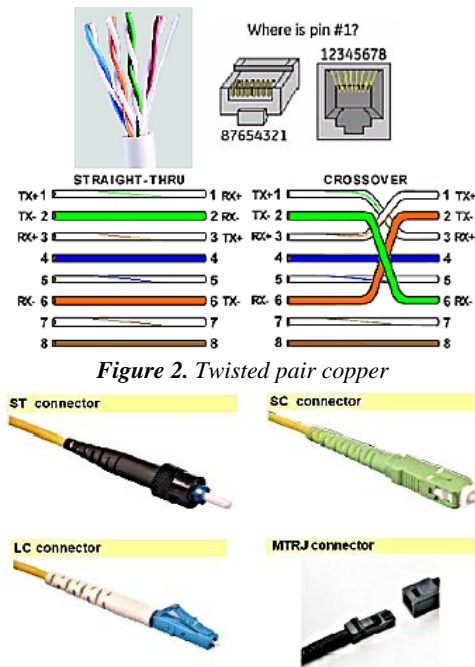 Where is pin #1?
12345678
87654321
STRAIGHT-THRU
TX+ 1 1 RX+
TX- 2 2 RX-
RX+ 3 3 TX+
4 4
5 5
RX- 6 6 TX-
7 7
8 8
CROSSOVER
TX+ 1 1 TX+
TX- 2 2 TX-
RX+ 3 3 RX+
4 4
5 5
RX- 6 6 RX-
7 7
8 8
Figure 2. Twisted pair copper
ST connector
SC connector
LC connector
MTRJ connector